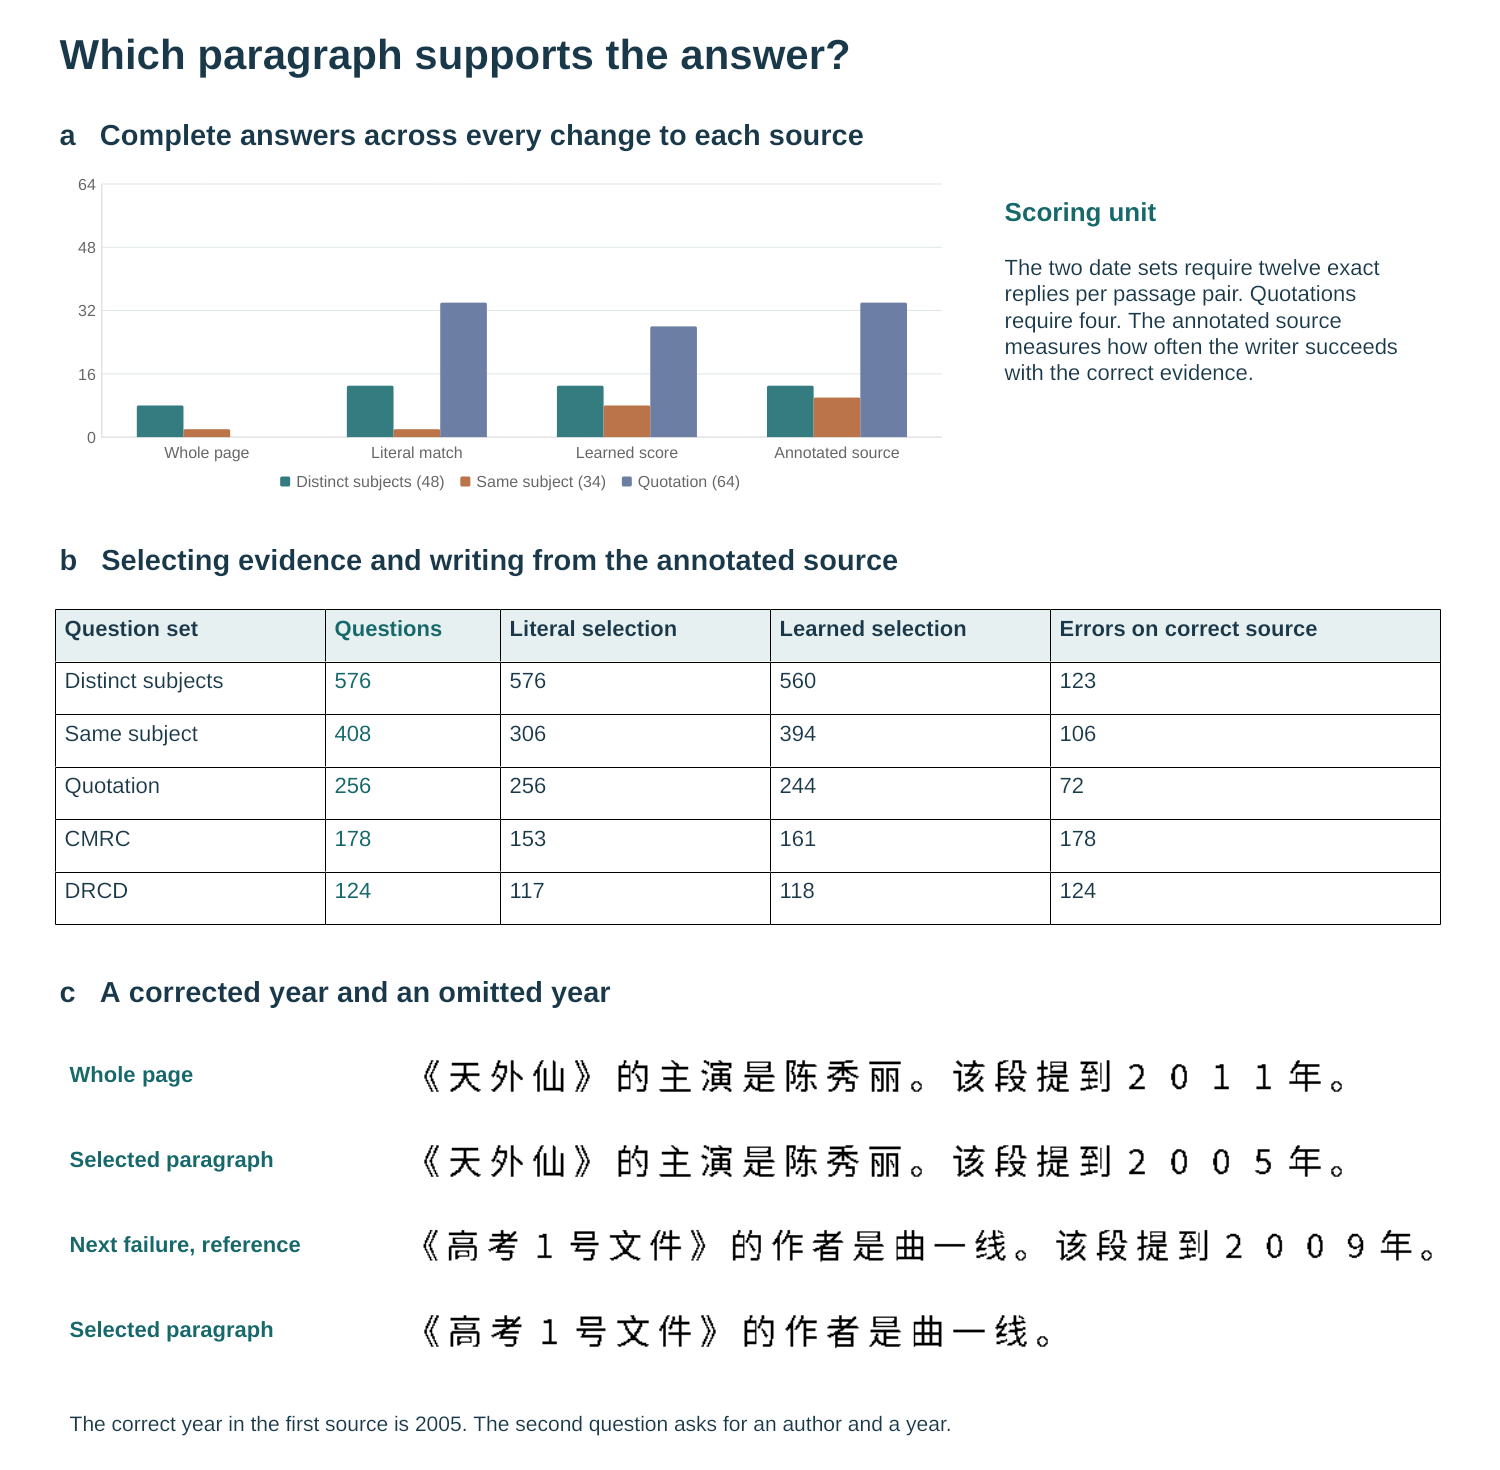 Which paragraph supports the answer?
a Complete answers across every change to each source
64
48
32
16
0
Whole page
Literal match
Learned score
Annotated source
Distinct subjects (48)
Same subject (34)
Quotation (64)
Scoring unit
The two date sets require twelve exact
replies per passage pair. Quotations
require four. The annotated source
measures how often the writer succeeds
with the correct evidence.
b Selecting evidence and writing from the annotated source
Question set Questions Literal selection Learned selection Errors on correct source
Distinct subjects 576 576 560 123
Same subject 408 306 394 106
Quotation 256 256 244 72
CMRC 178 153 161 178
DRCD 124 117 118 124
c A corrected year and an omitted year
Whole page 《天外仙》的主演是陈秀丽。该段提到2011年。
Selected paragraph 《天外仙》的主演是陈秀丽。该段提到2005年。
Next failure, reference 《高考1号文件》的作者是曲一线。该段提到2009年。
Selected paragraph 《高考1号文件》的作者是曲一线。
The correct year in the first source is 2005. The second question asks for an author and a year.